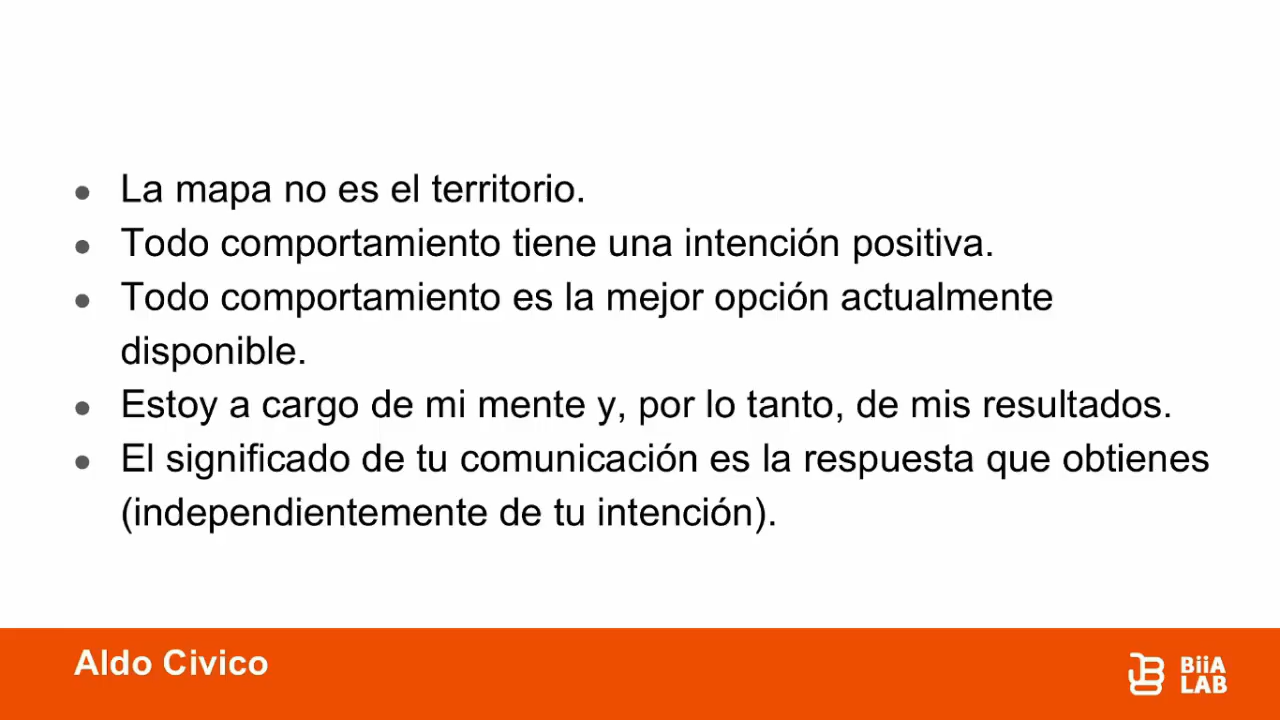 ● La mapa no es el territorio.
● Todo comportamiento tiene una intención positiva.
● Todo comportamiento es la mejor opción actualmente
disponible.
● Estoy a cargo de mi mente y, por lo tanto, de mis resultados.
● El significado de tu comunicación es la respuesta que obtienes
(independientemente de tu intención).
Aldo Civico
BiiA
LAB